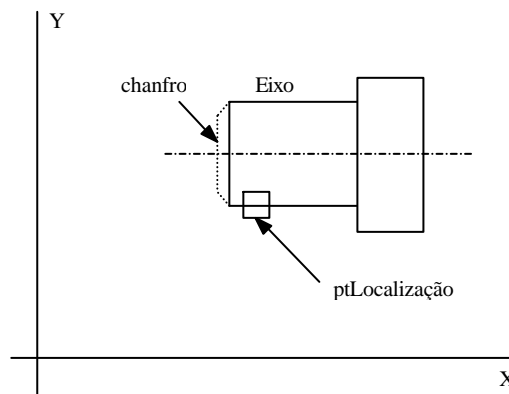 Y
chanfro
Eixo
ptLocalização
X